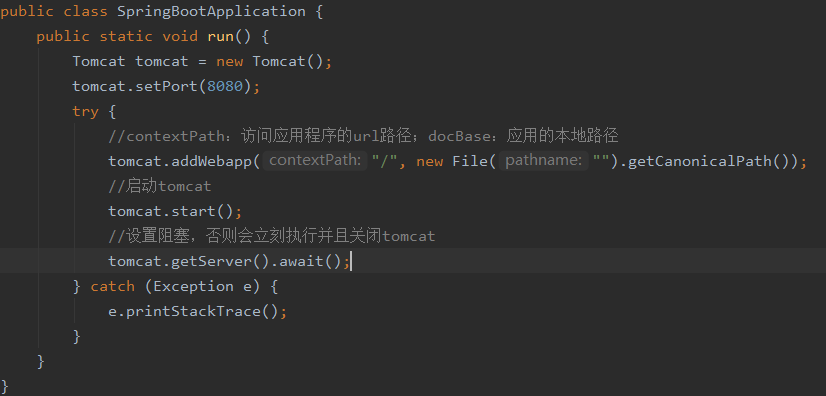 public class SpringBootApplication {
public static void run() {
Tomcat tomcat = new Tomcat();
tomcat.setPort(8080);
try {
//contextPath：访问应用程序的url路径；docBase：应用的本地路径
tomcat.addWebapp( contextPath: "/", new File( pathname: "").getCanonicalPath());
//启动tomcat
tomcat.start();
//设置阻塞，否则会立刻执行并且关闭tomcat
tomcat.getServer().await();
} catch (Exception e) {
e.printStackTrace();
}
}
}